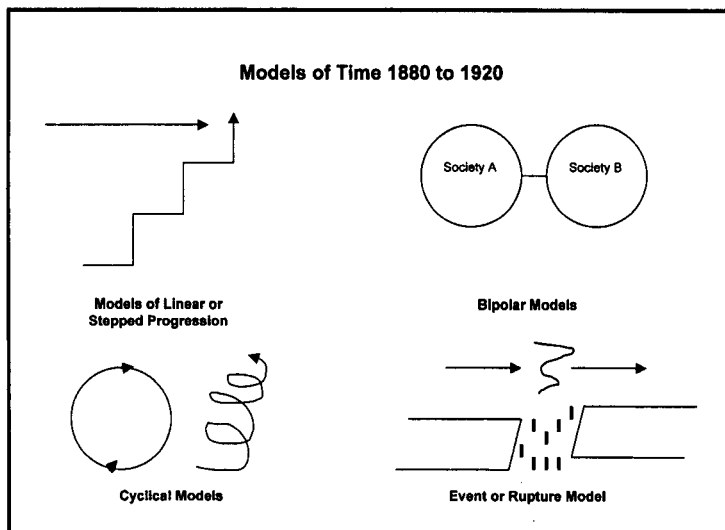 Models of Time 1880 to 1920
Society A
Society B
Models of Linear or
Stepped Progression
Bipolar Models
Cyclical Models
Event or Rupture Model